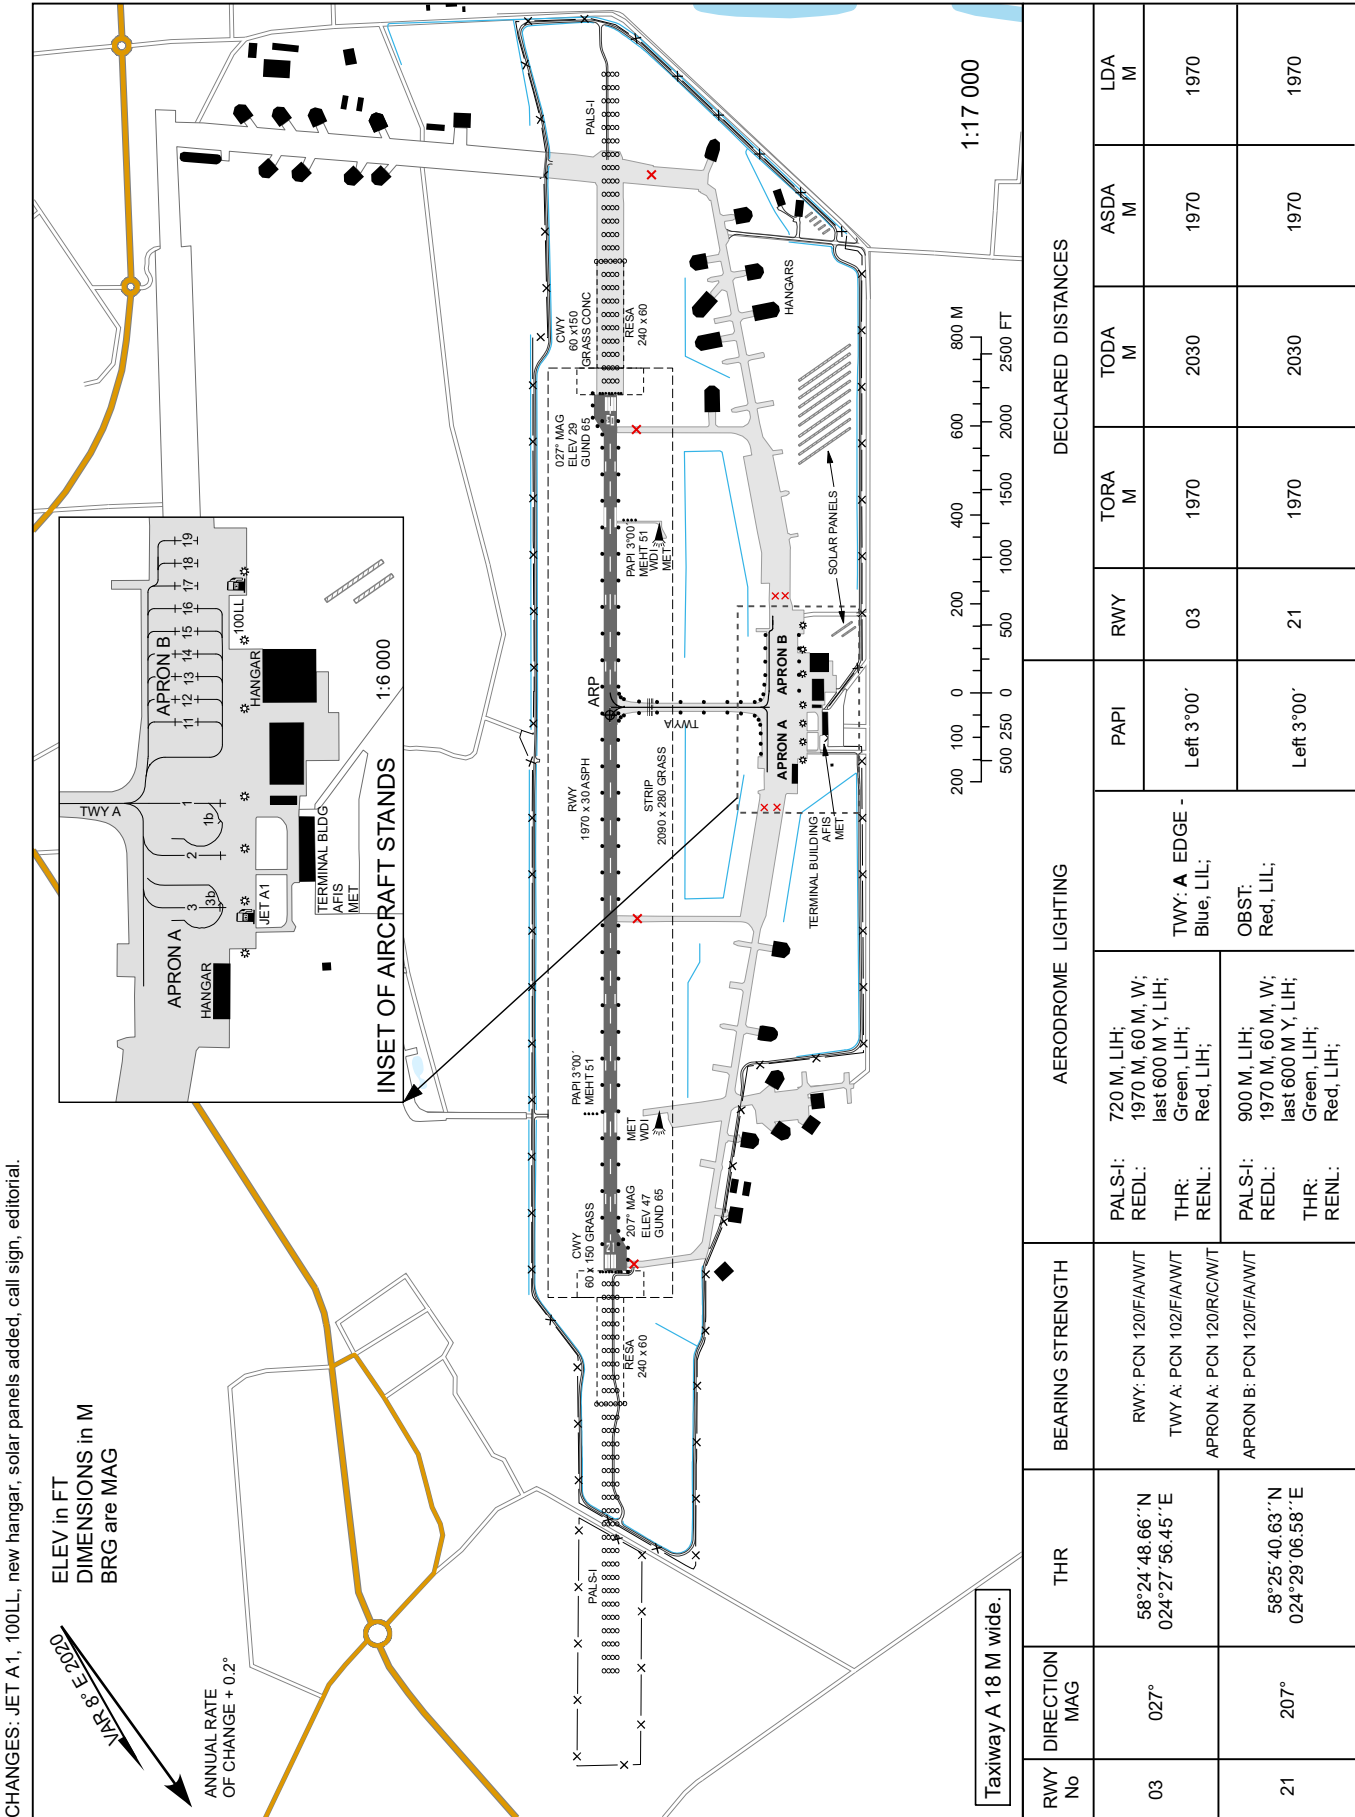 CHANGES: JET A1, 100LL, new hangar, solar panels added, call sign, editorial.
ELEV in FT
DIMENSIONS in M
BRG are MAG
VAR 8° E 2020
ANNUAL RATE
OF CHANGE + 0.2°
TWY A
APRON A
APRON B
HANGAR
3
3b
2
1b
1
11
12
13
14
15
16
17
18
19
JET A1
100LL
HANGAR
TERMINAL BLDG
AFIS
MET
INSET OF AIRCRAFT STANDS
1:6 000
PALS-I
RESA
240 x 60
CWY
60 x 150 GRASS
21
207° MAG
ELEV 47
GUND 65
MET
WDI
PAPI 3°00´
MEHT 51
RWY
1970 x 30 ASPH
STRIP
2090 x 280 GRASS
ARP
TWY A
PAPI 3°00´
MEHT 51
WDI
MET
027° MAG
ELEV 29
GUND 65
CWY
60 x150
GRASS CONC
RESA
240 x 60
PALS-I
APRON A
APRON B
TERMINAL BUILDING
AFIS
MET
SOLAR PANELS
HANGARS
1:17 000
200 100 0 200 400 600 800 M
500 250 0 500 1000 1500 2000 2500 FT
Taxiway A 18 M wide.
RWY
No
DIRECTION
MAG
THR
BEARING STRENGTH
AERODROME LIGHTING
PAPI
RWY
DECLARED DISTANCES
TORA
M
TODA
M
ASDA
M
LDA
M
03
027°
58°24´48.66´´N
024°27´56.45´´E
21
207°
58°25´40.63´´N
024°29´06.58´´E
RWY: PCN 120/F/A/W/T
TWY A: PCN 102/F/A/W/T
APRON A: PCN 120/R/C/W/T
APRON B: PCN 120/F/A/W/T
PALS-I: 720 M, LIH;
REDL: 1970 M, 60 M, W;
last 600 M Y, LIH;
THR: Green, LIH;
RENL: Red, LIH;
PALS-I: 900 M, LIH;
REDL: 1970 M, 60 M, W;
last 600 M Y, LIH;
THR: Green, LIH;
RENL: Red, LIH;
TWY: A EDGE -
Blue, LIL;
OBST:
Red, LIL;
Left 3°00´
03
1970
2030
1970
1970
Left 3°00´
21
1970
2030
1970
1970